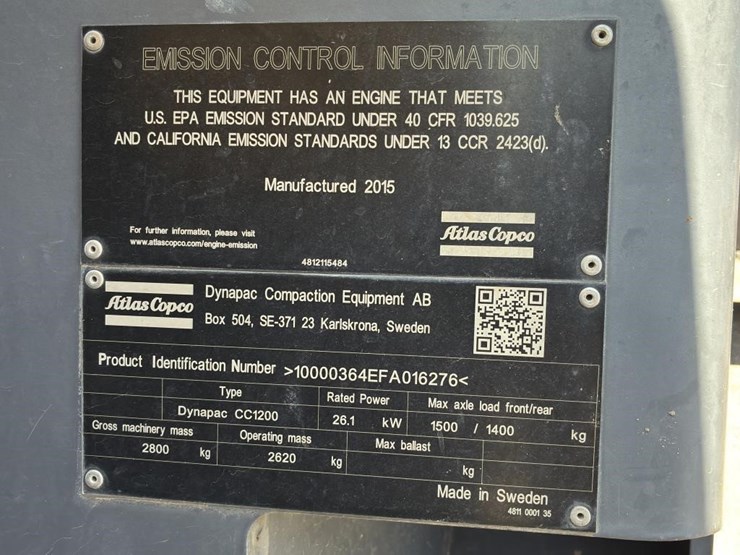 EMISSION CONTROL INFORMATION
THIS EQUIPMENT HAS AN ENGINE THAT MEETS
U.S. EPA EMISSION STANDARD UNDER 40 CFR 1039.625
AND CALIFORNIA EMISSION STANDARDS UNDER 13 CCR 2423(d).
Manufactured 2015
For further information, please visit
www.atlascopco.com/engine-emission
Atlas Copco
4812115484
Atlas Copco
Dynapac Compaction Equipment AB
Box 504, SE-371 23 Karlskrona, Sweden
Product Identification Number >10000364EFA016276<
Type Rated Power Max axle load front/rear
Dynapac CC1200 26.1 kW 1500 / 1400 kg
Gross machinery mass Operating mass Max ballast
2800 kg 2620 kg kg
Made in Sweden
4811 0001 35